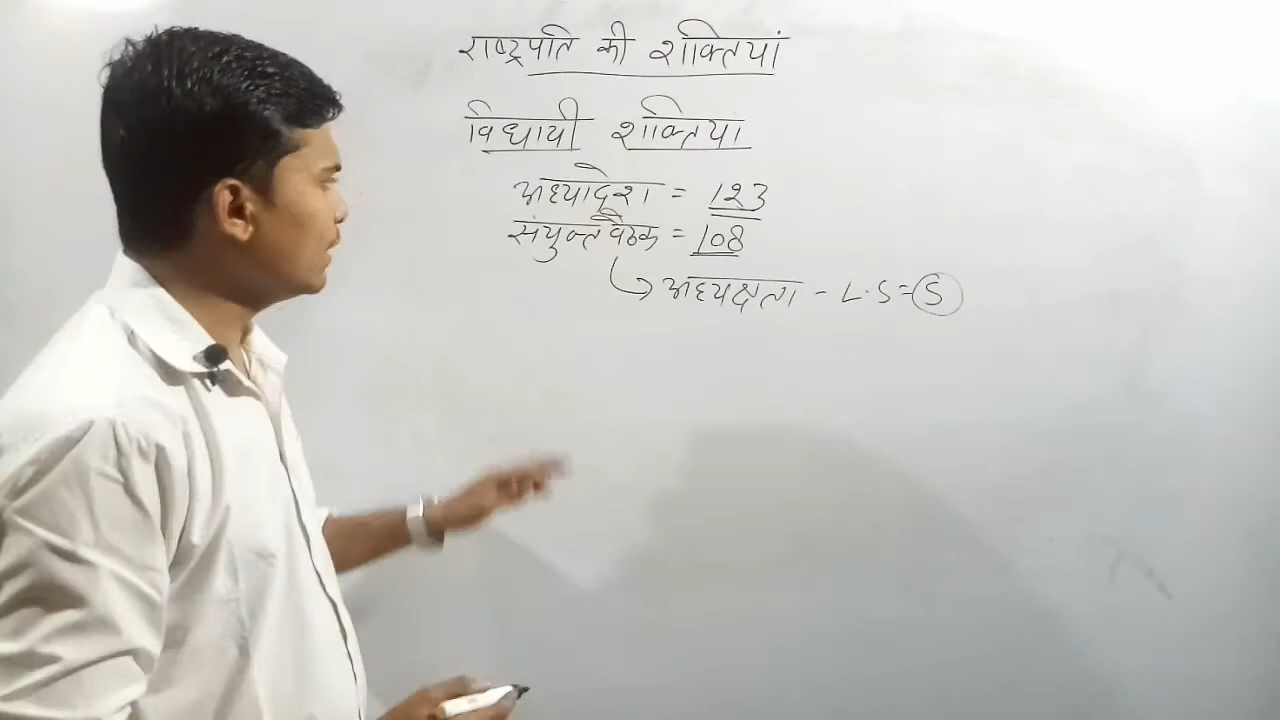 राष्ट्रपति की शक्तियां
विधायी शक्तिया
अध्यादेश = 123
संयुक्त बैठक = 108
अध्यक्षता - L.S = S